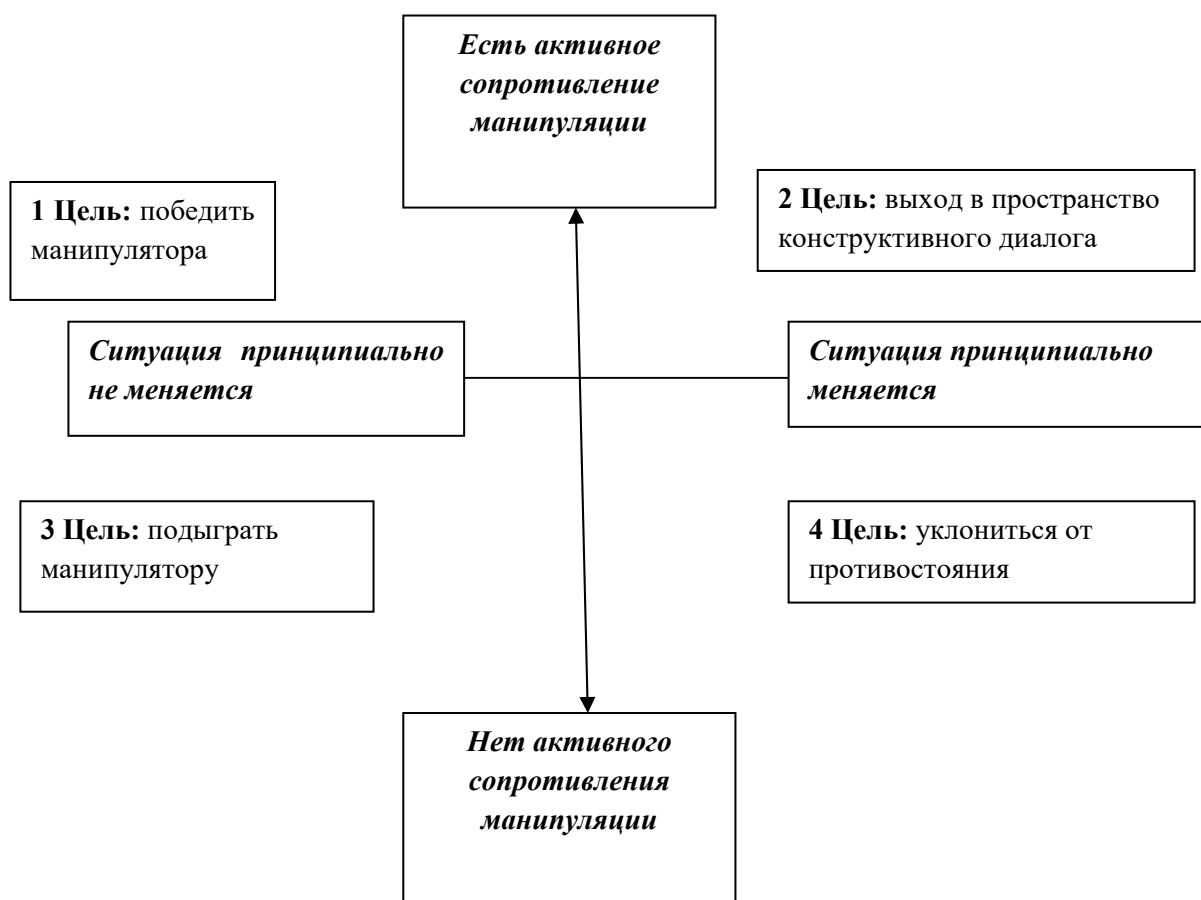 Есть активное
сопротивление
манипуляции
1 Цель: победить
манипулятора
2 Цель: выход в пространство
конструктивного диалога
Ситуация принципиально
не меняется
Ситуация принципиально
меняется
3 Цель: подыграть
манипулятору
4 Цель: уклониться от
противостояния
Нет активного
сопротивления
манипуляции